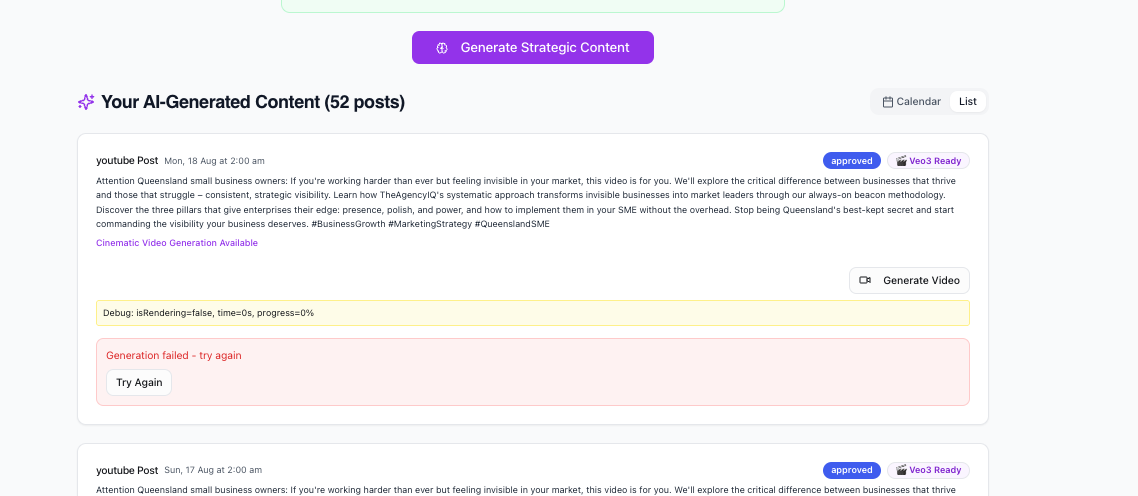 Generate Strategic Content
Your AI-Generated Content (52 posts)
Calendar List
youtube Post Mon, 18 Aug at 2:00 am
approved 🎬 Veo3 Ready
Attention Queensland small business owners: If you're working harder than ever but feeling invisible in your market, this video is for you. We'll explore the critical difference between businesses that thrive
and those that struggle – consistent, strategic visibility. Learn how TheAgencyIQ's systematic approach transforms invisible businesses into market leaders through our always-on beacon methodology.
Discover the three pillars that give enterprises their edge: presence, polish, and power, and how to implement them in your SME without the overhead. Stop being Queensland's best-kept secret and start
commanding the visibility your business deserves. #BusinessGrowth #MarketingStrategy #QueenslandSME
Cinematic Video Generation Available
Generate Video
Debug: isRendering=false, time=0s, progress=0%
Generation failed - try again
Try Again
youtube Post Sun, 17 Aug at 2:00 am
approved 🎬 Veo3 Ready
Attention Queensland small business owners: If you're working harder than ever but feeling invisible in your market, this video is for you. We'll explore the critical difference between businesses that thrive